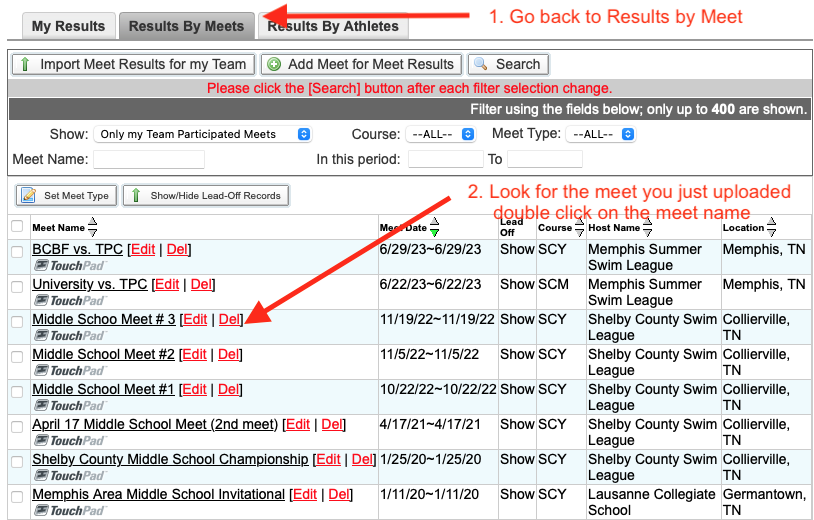 1. Go back to Results by Meet
My Results Results By Meets Results By Athletes
Import Meet Results for my Team Add Meet for Meet Results Search
Please click the [Search] button after each filter selection change.
Filter using the fields below; only up to 400 are shown.
Show: Only my Team Participated Meets Course: --ALL-- Meet Type: --ALL--
Meet Name: In this period: To
Set Meet Type Show/Hide Lead-Off Records
2. Look for the meet you just uploaded
double click on the meet name
Meet Name Meet Date Lead Off Course Host Name Location
BCBF vs. TPC [Edit | Del] 6/29/23~6/29/23 Show SCY Memphis Summer Memphis, TN
TouchPad Swim League
University vs. TPC [Edit | Del] 6/22/23~6/22/23 Show SCM Memphis Summer Memphis, TN
TouchPad Swim League
Middle Schoo Meet # 3 [Edit | Del] 11/19/22~11/19/22 Show SCY Shelby County Swim Collierville,
TouchPad League TN
Middle School Meet #2 [Edit | Del] 11/5/22~11/5/22 Show SCY Shelby County Swim Collierville,
TouchPad League TN
Middle School Meet #1 [Edit | Del] 10/22/22~10/22/22 Show SCY Shelby County Swim Collierville,
TouchPad League TN
April 17 Middle School Meet (2nd meet) [Edit | Del] 4/17/21~4/17/21 Show SCY Shelby County Swim Collierville,
TouchPad League TN
Shelby County Middle School Championship [Edit | Del] 1/25/20~1/25/20 Show SCY Shelby County Swim Collierville,
TouchPad League TN
Memphis Area Middle School Invitational [Edit | Del] 1/11/20~1/11/20 Show SCY Lausanne Collegiate Germantown,
TouchPad School TN